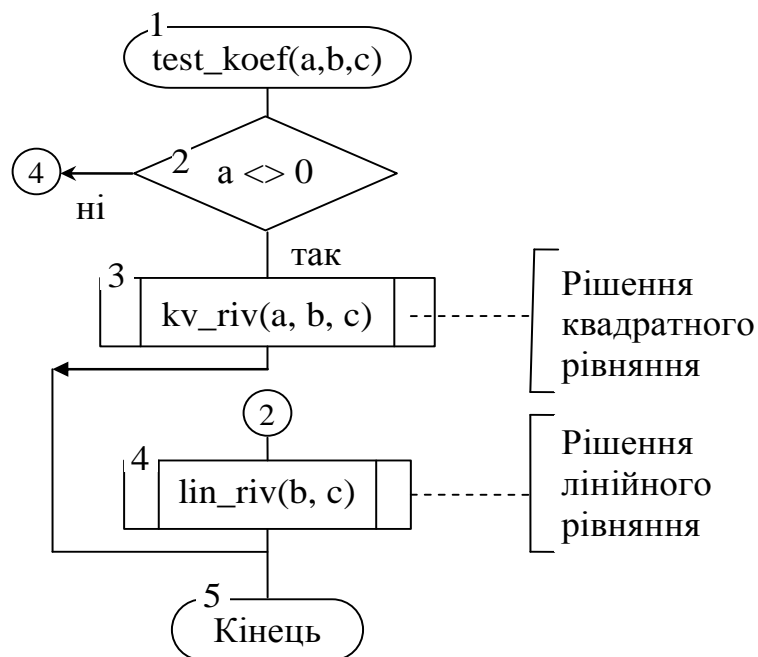 1
test_koef(a,b,c)
2
a <> 0
4
ні
так
3
kv_riv(a, b, c)
Рішення
квадратного
рівняння
2
4
lin_riv(b, c)
Рішення
лінійного
рівняння
5
Кінець